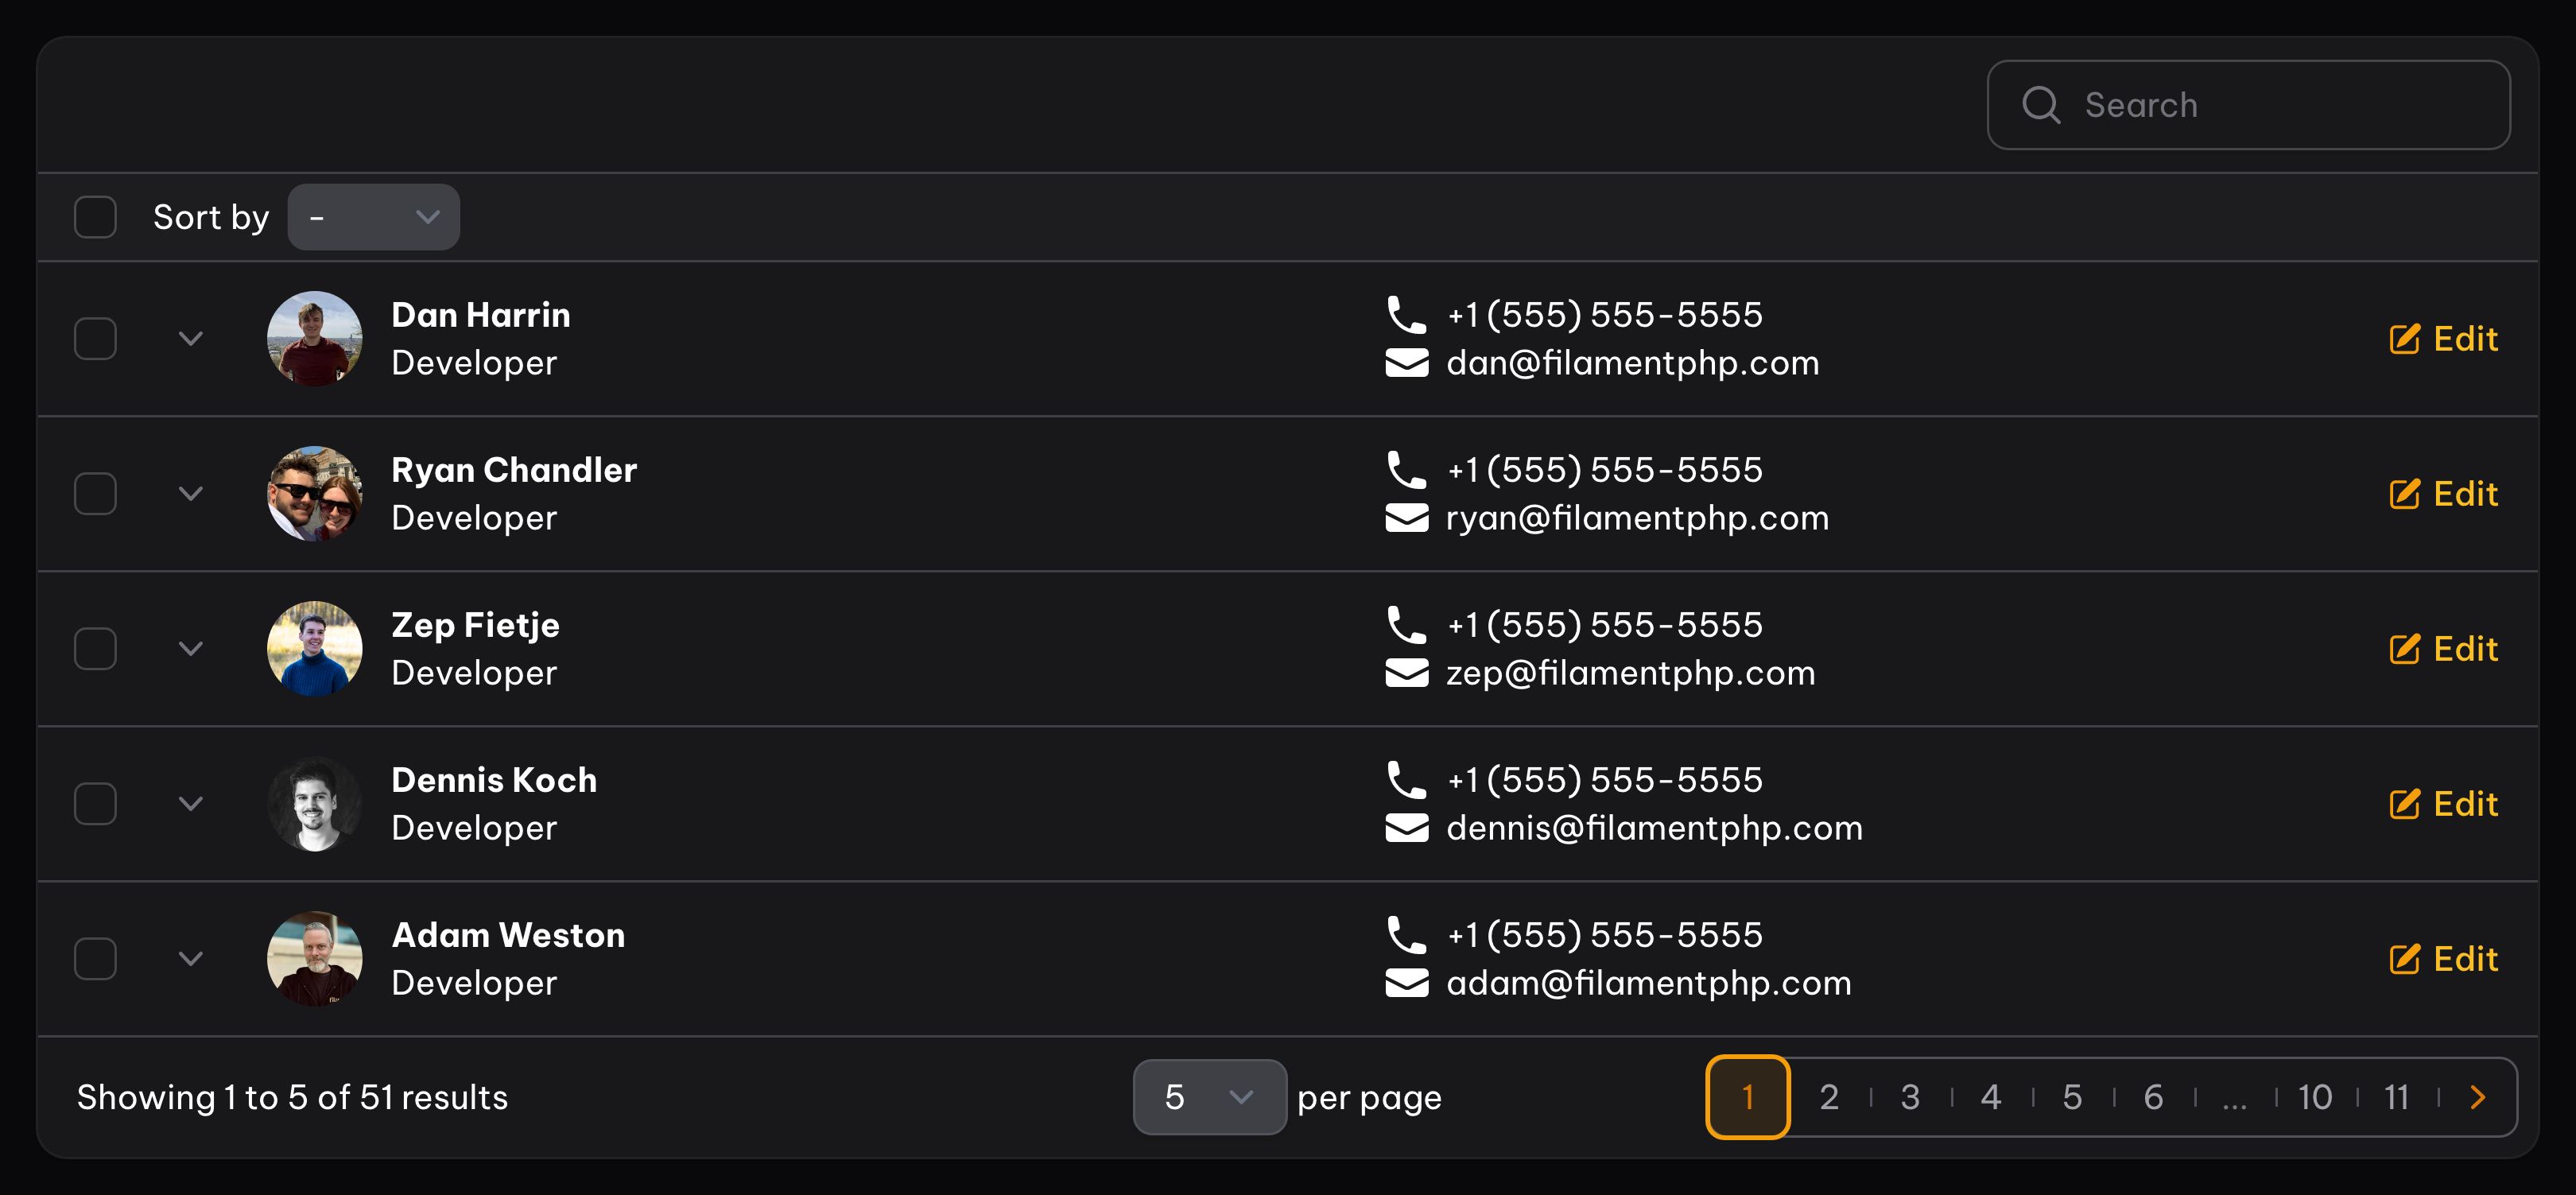 Search
Sort by -
Dan Harrin
Developer
+1 (555) 555-5555
dan@filamentphp.com
Edit
Ryan Chandler
Developer
+1 (555) 555-5555
ryan@filamentphp.com
Edit
Zep Fietje
Developer
+1 (555) 555-5555
zep@filamentphp.com
Edit
Dennis Koch
Developer
+1 (555) 555-5555
dennis@filamentphp.com
Edit
Adam Weston
Developer
+1 (555) 555-5555
adam@filamentphp.com
Edit
Showing 1 to 5 of 51 results
5 per page
1 2 3 4 5 6 ... 10 11